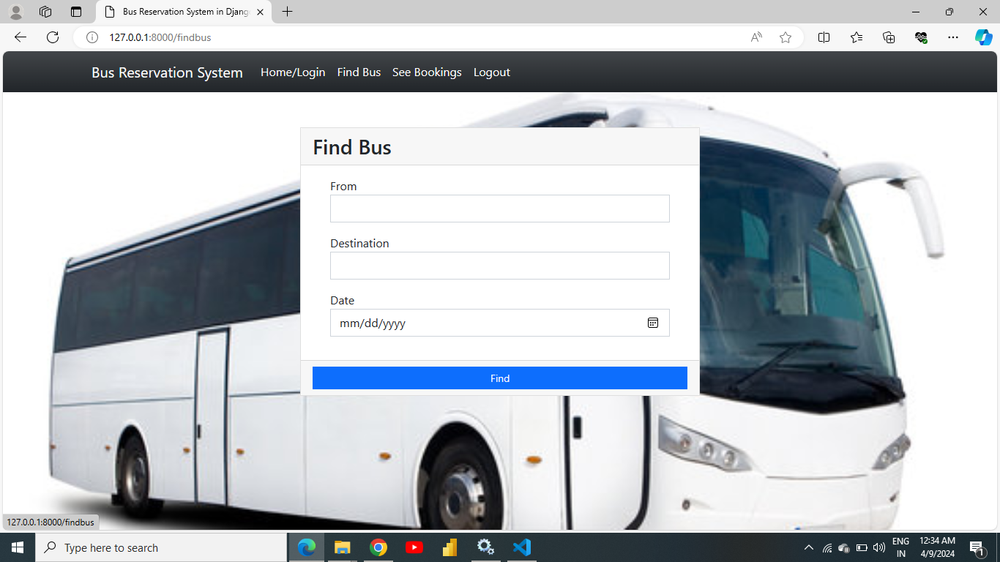 Bus Reservation System in Djang
127.0.0.1:8000/findbus
Bus Reservation System Home/Login Find Bus See Bookings Logout
Find Bus
From
Destination
Date
mm/dd/yyyy
Find
127.0.0.1:8000/findbus
Type here to search
ENG
IN
12:34 AM
4/9/2024
1